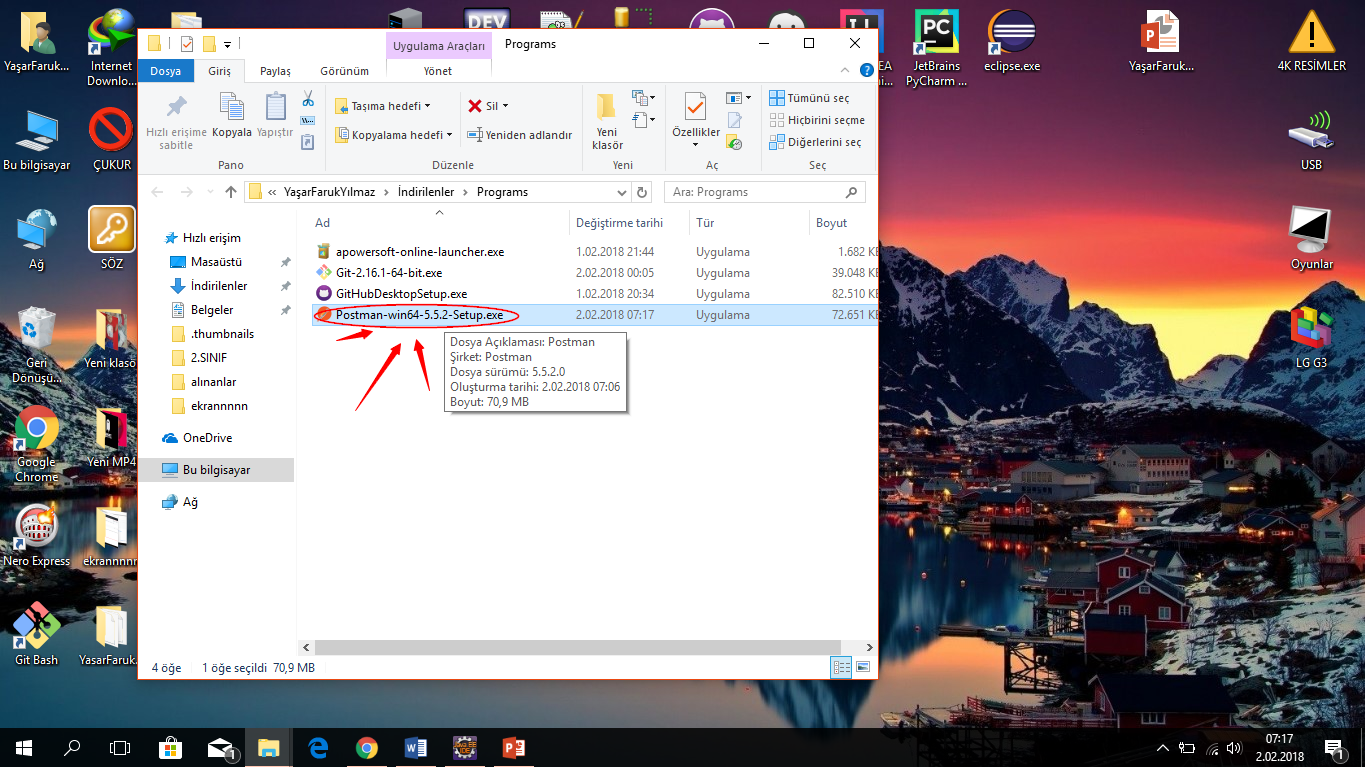 YaşarFaruk...
Internet
Downlo...
DEV
JetBrains
PyCharm ...
eclipse.exe
YaşarFaruk...
4K RESİMLER
Bu bilgisayar
ÇUKUR
USB
Ağ
SÖZ
Oyunlar
Geri
Dönüşü...
Yeni klasö
LG G3
Google
Chrome
Yeni MP4
Nero Express
ekrannnnn
Git Bash
YasarFaruk
Uygulama Araçları
Programs
Dosya
Giriş
Paylaş
Görünüm
Yönet
Hızlı erişime
sabitle
Kopyala
Yapıştır
Pano
Taşıma hedefi
Kopyalama hedefi
Sil
Yeniden adlandır
Düzenle
Yeni
klasör
Yeni
Özellikler
Aç
Tümünü seç
Hiçbirini seçme
Diğerlerini seç
Seç
« YaşarFarukYılmaz > İndirilenler > Programs
Ara: Programs
Ad
Değiştirme tarihi
Tür
Boyut
apowersoft-online-launcher.exe 1.02.2018 21:44 Uygulama 1.682 KB
Git-2.16.1-64-bit.exe 2.02.2018 00:05 Uygulama 39.048 KB
GitHubDesktopSetup.exe 1.02.2018 20:34 Uygulama 82.510 KB
Postman-win64-5.5.2-Setup.exe 2.02.2018 07:17 Uygulama 72.651 KB
Dosya Açıklaması: Postman
Şirket: Postman
Dosya sürümü: 5.5.2.0
Oluşturma tarihi: 2.02.2018 07:06
Boyut: 70,9 MB
Hızlı erişim
Masaüstü
İndirilenler
Belgeler
.thumbnails
2.SINIF
alınanlar
ekrannnnn
OneDrive
Bu bilgisayar
Ağ
4 öğe 1 öğe seçildi 70,9 MB
07:17
2.02.2018